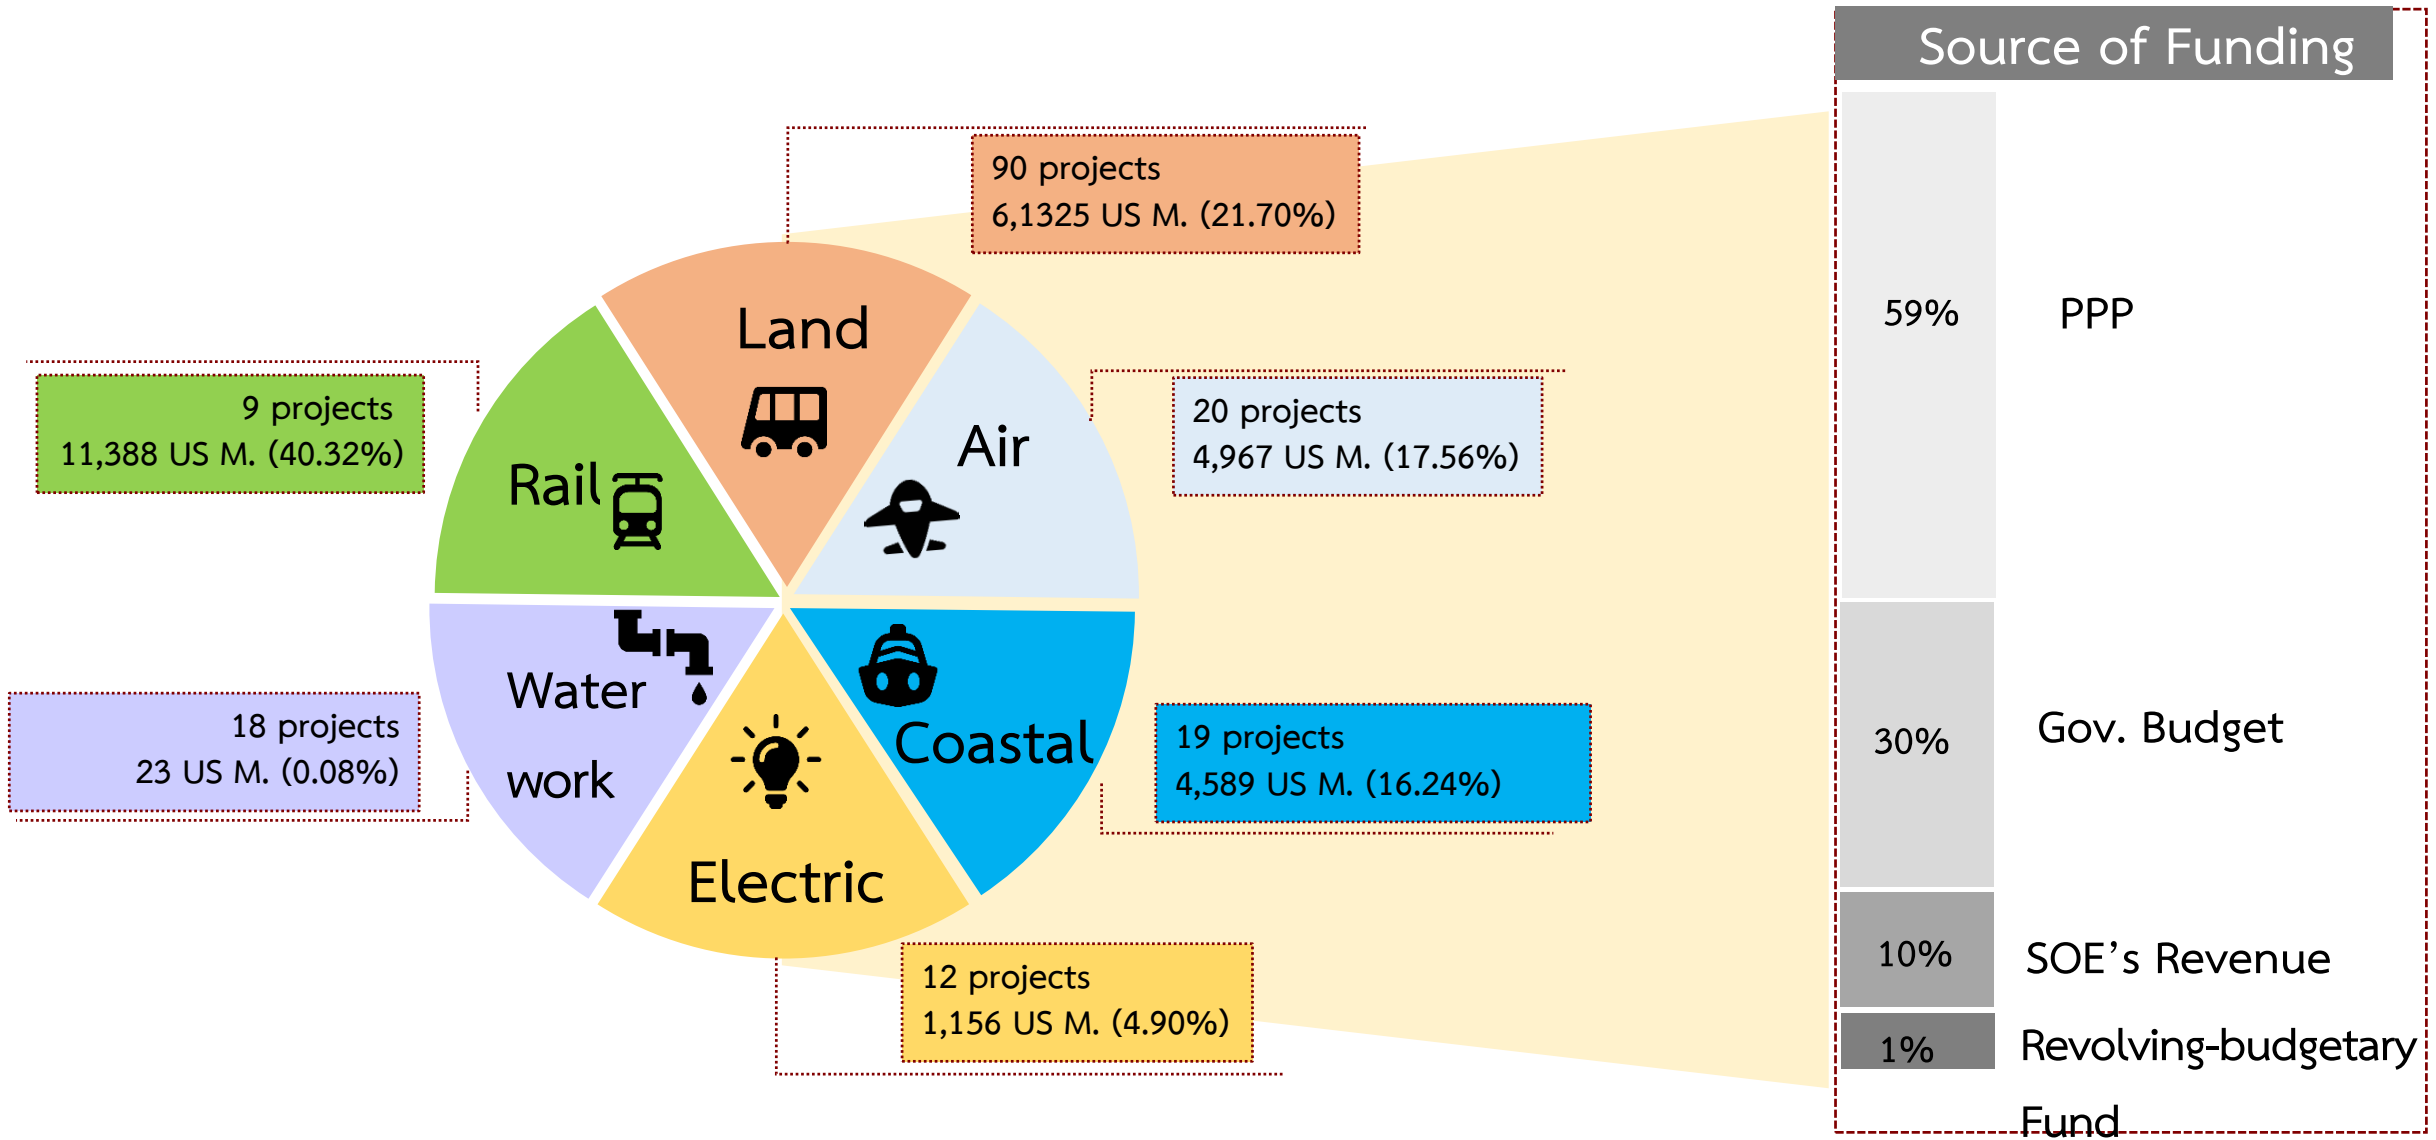 Source of Funding
90 projects
6,1325 US M. (21.70%)
Land
9 projects
11,388 US M. (40.32%)
Rail
20 projects
4,967 US M. (17.56%)
Air
18 projects
23 US M. (0.08%)
Water
work
19 projects
4,589 US M. (16.24%)
Coastal
Electric
12 projects
1,156 US M. (4.90%)
59% PPP
30% Gov. Budget
10% SOE’s Revenue
1% Revolving-budgetary
Fund